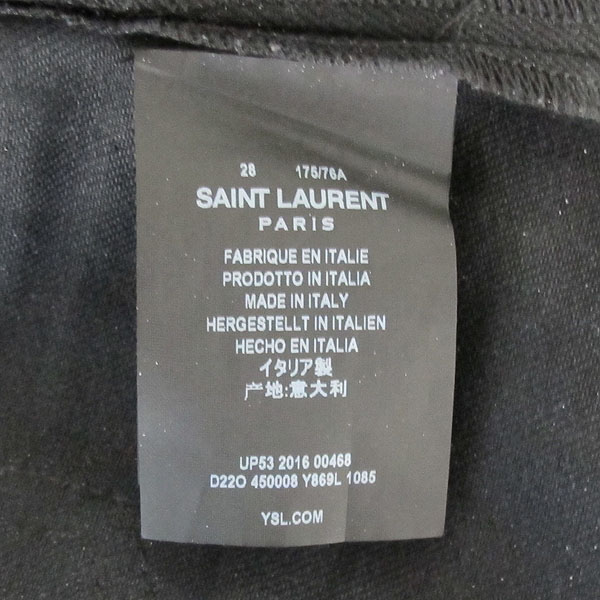 28 175/76A
SAINT LAURENT
PARIS
FABRIQUE EN ITALIE
PRODOTTO IN ITALIA
MADE IN ITALY
HERGESTELLT IN ITALIEN
HECHO EN ITALIA
イタリア製
产地:意大利
UP53 2016 00468
D22O 450008 Y869L 1085
YSL.COM